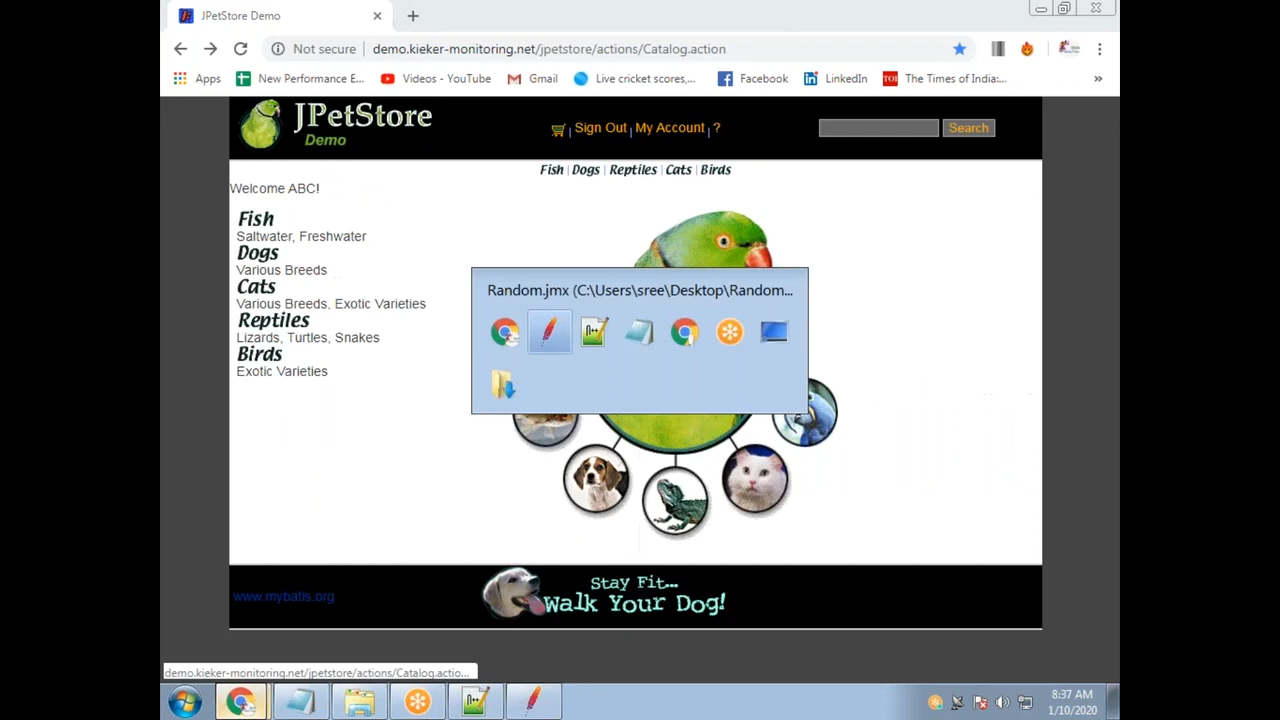 JPetStore Demo
Not secure | demo.kieker-monitoring.net/jpetstore/actions/Catalog.action
Apps New Performance E... Videos - YouTube Gmail Live cricket scores,... Facebook LinkedIn TOI The Times of India:... »
JPetStore
Demo
Sign Out | My Account | ?
Search
Fish | Dogs | Reptiles | Cats | Birds
Welcome ABC!
Fish
Saltwater, Freshwater
Dogs
Various Breeds
Cats
Various Breeds, Exotic Varieties
Reptiles
Lizards, Turtles, Snakes
Birds
Exotic Varieties
Random.jmx (C:\Users\sree\Desktop\Random...
www.mybatis.org
Stay Fit...
Walk Your Dog!
demo.kieker-monitoring.net/jpetstore/actions/Catalog.actio...
8:37 AM
1/10/2020